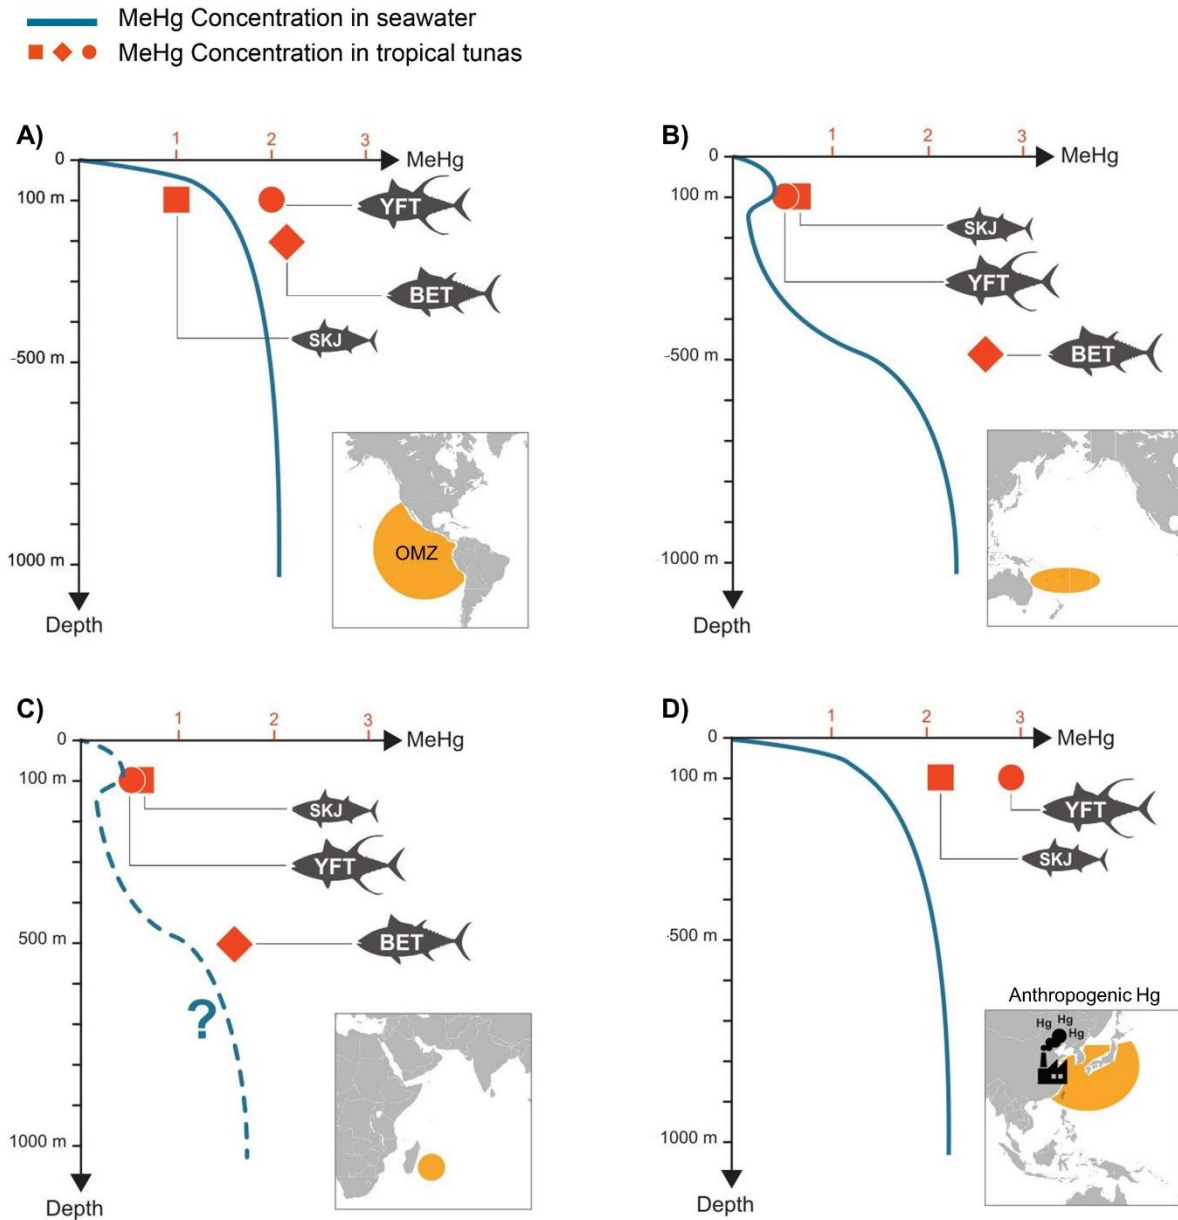 MeHg Concentration in seawater
MeHg Concentration in tropical tunas
A)
1 2 3
0
MeHg
100 m
YFT
BET
SKJ
-500 m
OMZ
1000 m
Depth
B)
1 2 3
0
MeHg
100 m
SKJ
YFT
-500 m
BET
-1000 m
Depth
C)
1 2 3
0
MeHg
100 m
SKJ
YFT
500 m
BET
?
1000 m
Depth
D)
1 2 3
0
MeHg
100 m
YFT
SKJ
-500 m
Anthropogenic Hg
Hg Hg Hg
1000 m
Depth